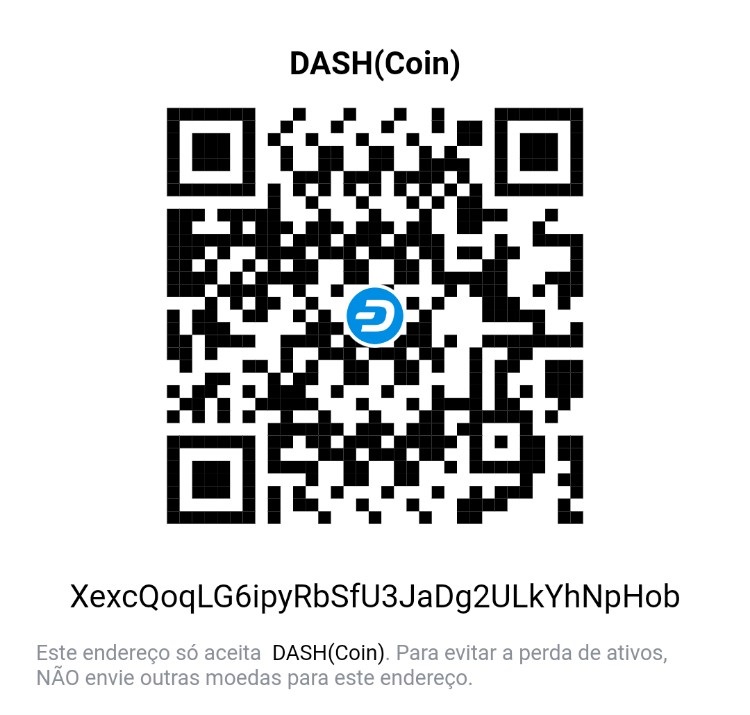 DASH(Coin)
XexcQoqLG6ipyRbSfU3JaDg2ULkYhNpHob
Este endereço só aceita DASH(Coin). Para evitar a perda de ativos,
NÃO envie outras moedas para este endereço.